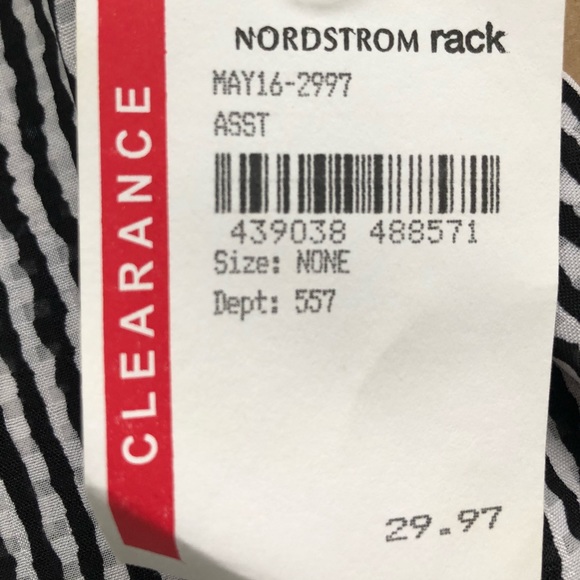 NORDSTROM rack
MAY16-2997
ASST
439038 488571
Size: NONE
Dept: 557
CLEARANCE
29.97